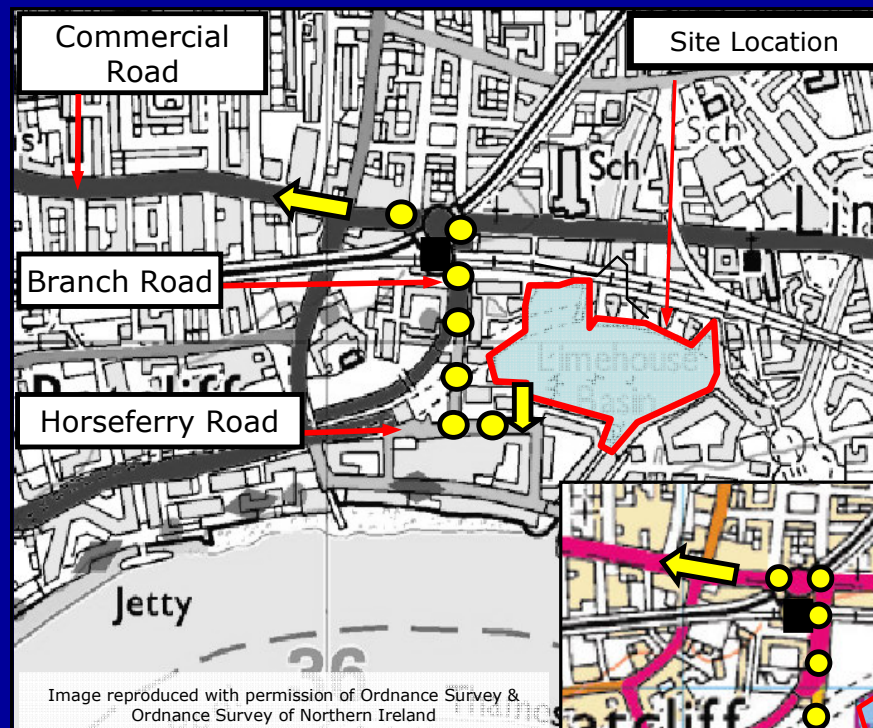 Commercial
Road
Site Location
Sch
Sch
Branch Road
Limehouse
Basin
Horseferry Road
Jetty
36
Image reproduced with permission of Ordnance Survey &
Ordnance Survey of Northern Ireland